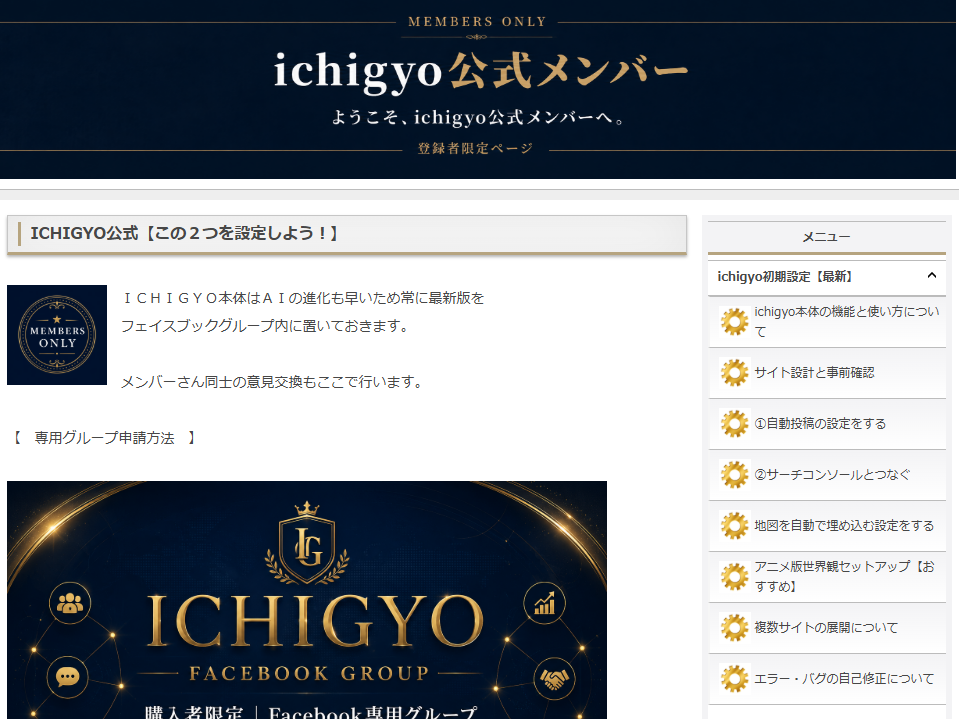 MEMBERS ONLY
ichigyo公式メンバー
ようこそ、ichigyo公式メンバーへ。
登録者限定ページ
ICHIGYO公式【この２つを設定しよう！】
MEMBERS
ONLY
ＩＣＨＩＧＹＯ本体はＡＩの進化も早いため常に最新版を
フェイスブックグループ内に置いておきます。
メンバーさん同士の意見交換もここで行います。
【　専用グループ申請方法　】
IG
ICHIGYO
FACEBOOK GROUP
購入者限定｜Facebook専用グループ
メニュー
ichigyo初期設定【最新】
ichigyo本体の機能と使い方につい
て
サイト設計と事前確認
①自動投稿の設定をする
②サーチコンソールとつなぐ
地図を自動で埋め込む設定をする
アニメ版世界観セットアップ【お
すすめ】
複数サイトの展開について
エラー・バグの自己修正について